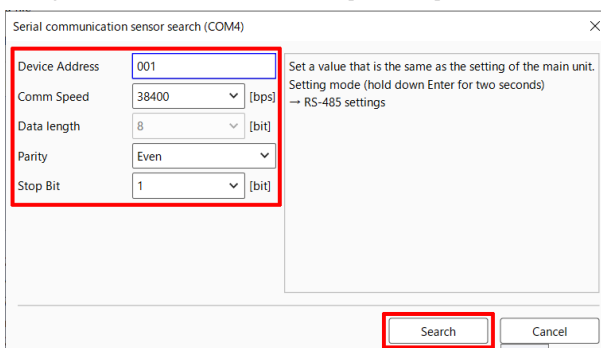 Serial communication sensor search (COM4)
Device Address 001
Comm Speed 38400 [bps]
Data length 8 [bit]
Parity Even
Stop Bit 1 [bit]
Set a value that is the same as the setting of the main unit.
Setting mode (hold down Enter for two seconds)
→ RS-485 settings
Search Cancel